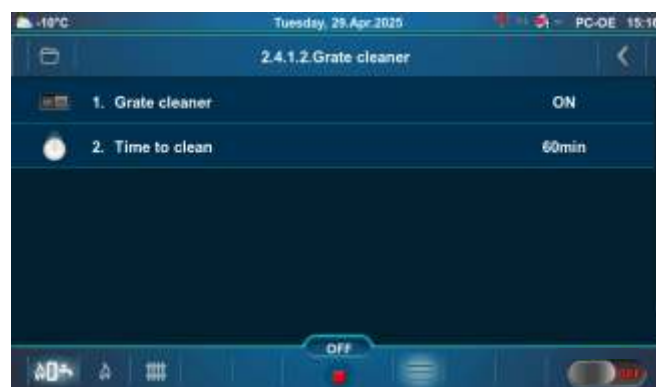 -10°C Tuesday, 29.Apr.2025 PC-OE 15:16
2.4.1.2.Grate cleaner
1. Grate cleaner ON
2. Time to clean 60min
OFF
OFF